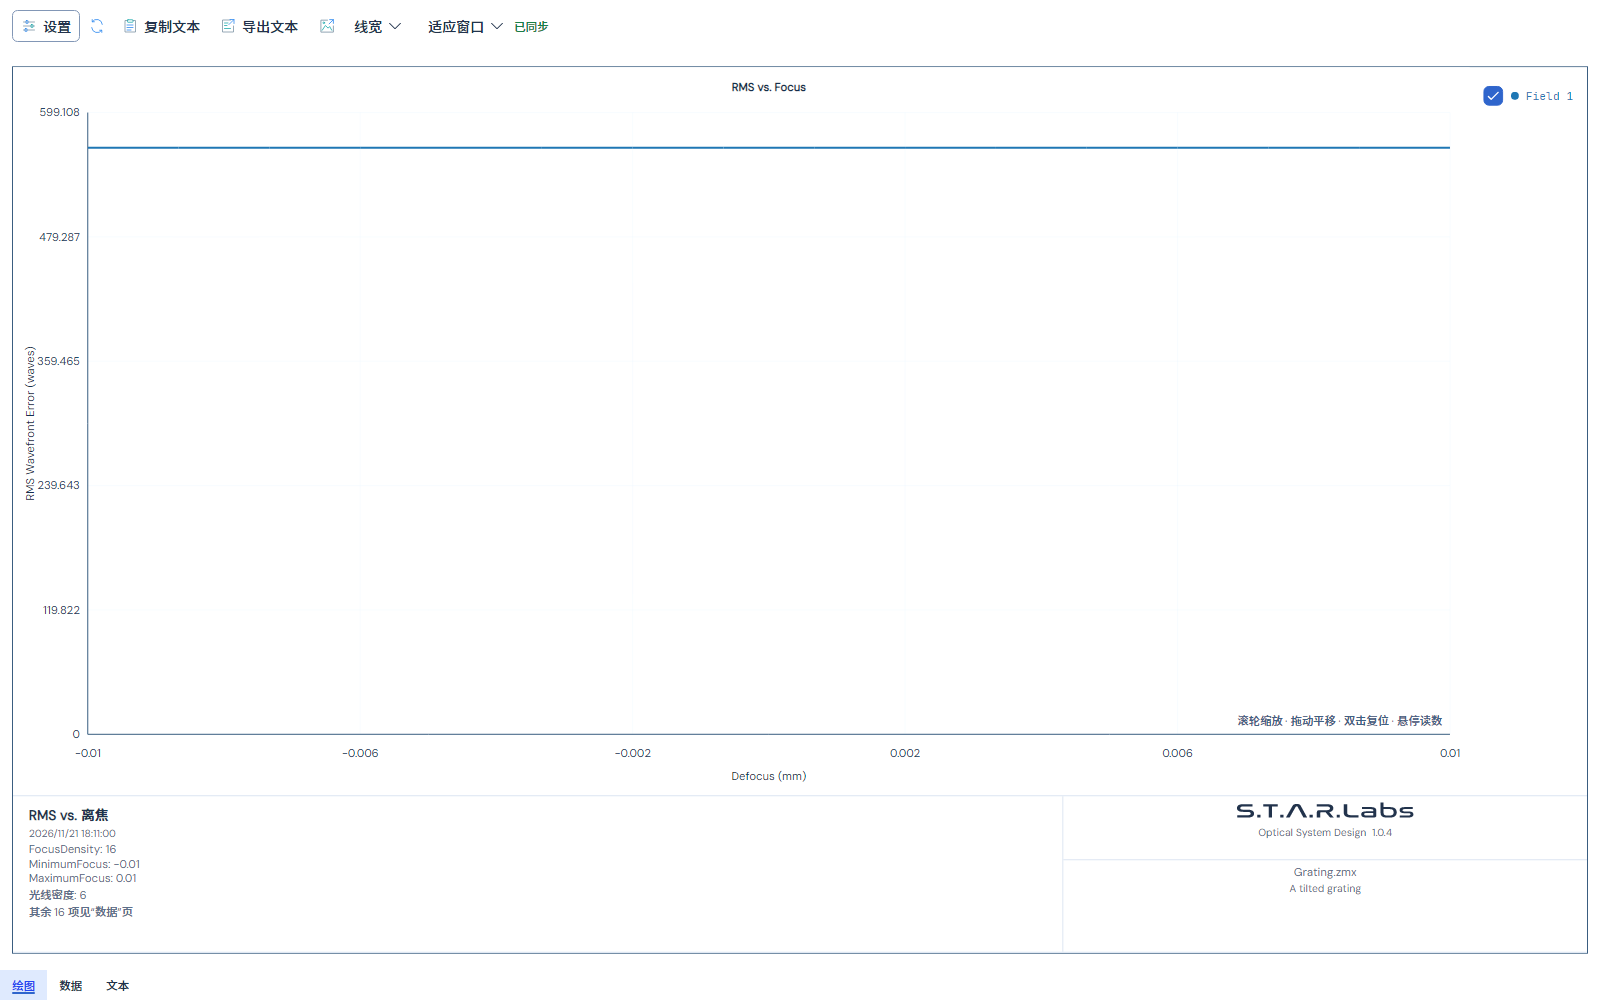 设置 复制文本 导出文本 线宽 适应窗口 已同步
RMS vs. Focus
Field 1
599.108
479.287
359.465
239.643
119.822
0
RMS Wavefront Error (waves)
滚轮缩放 · 拖动平移 · 双击复位 · 悬停读数
-0.01 -0.006 -0.002 0.002 0.006 0.01
Defocus (mm)
RMS vs. 离焦
2026/11/21 18:11:00
FocusDensity: 16
MinimumFocus: -0.01
MaximumFocus: 0.01
光线密度: 6
其余 16 项见“数据”页
S.T.A.R.Labs
Optical System Design 1.0.4
Grating.zmx
A tilted grating
绘图 数据 文本